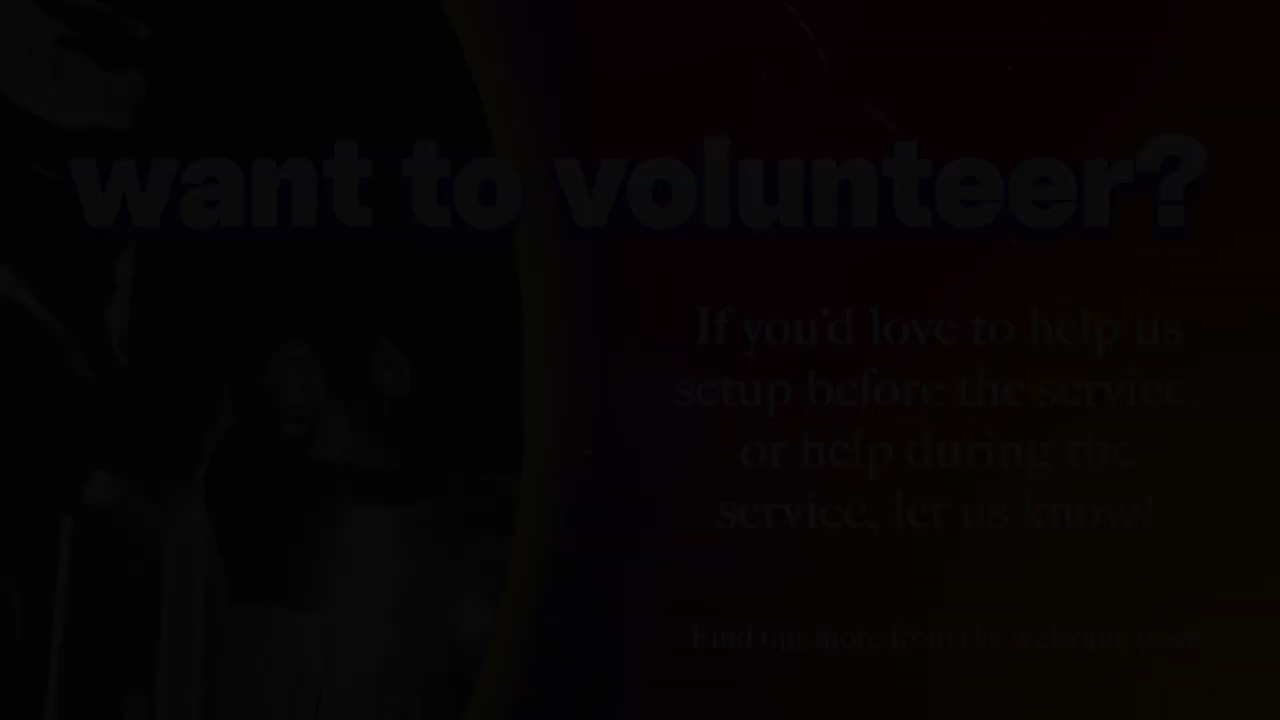 want to volunteer?
If you'd love to help us
setup before the service,
or help during the
service, let us know!
Find out more from the welcome